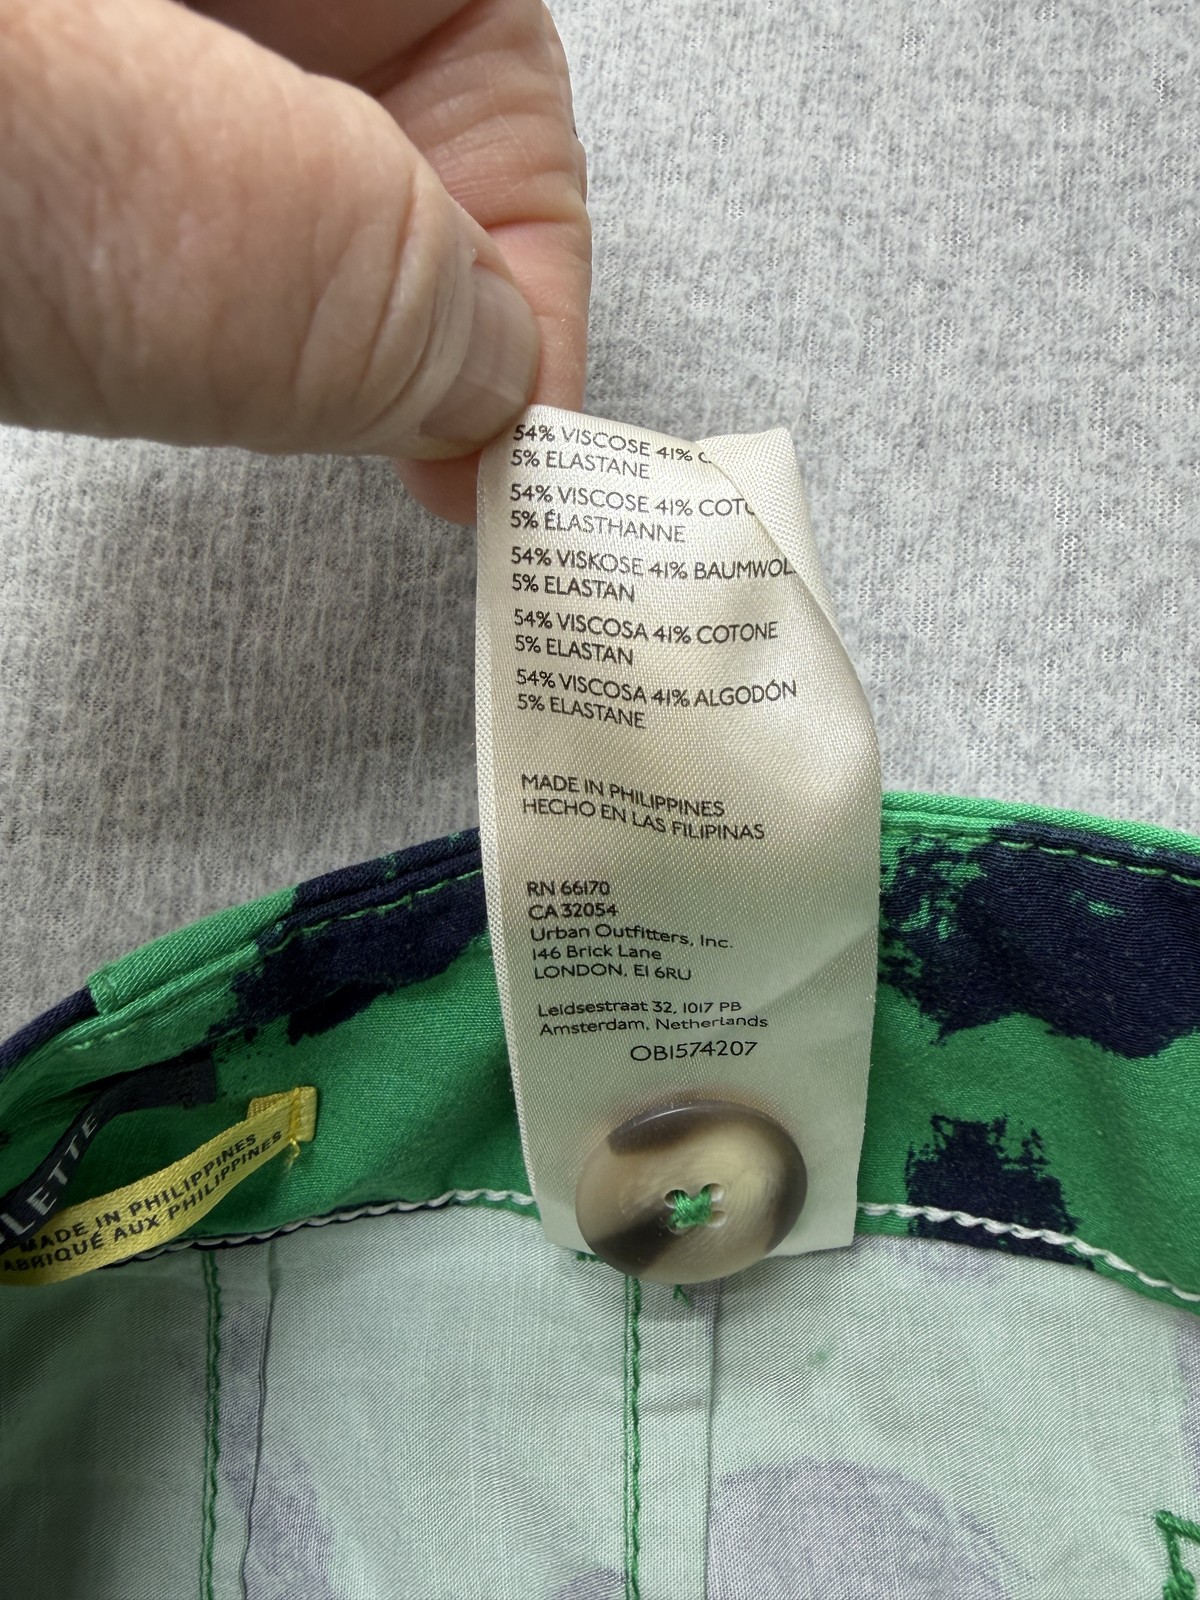 54% VISCOSE 41%
5% ELASTANE
54% VISCOSE 41%
5% ÉLASTHANNE
54% VISKOSE 41%
5% ELASTAN
54% VISCOSA 41% COTONE
5% ELASTAN
54% VISCOSA 41% ALGODÓN
5% ELASTANE
MADE IN PHILIPPINES
HECHO EN LAS FILIPINAS
RN 66170
CA 32054
Urban Outfitters, Inc.
146 Brick Lane
LONDON, E1 6RU
Leidsestraat 32, 1017 PB
Amsterdam, Netherlands
OB1574207
MADE IN PHILIPPINES
AUX PHILIPPINES